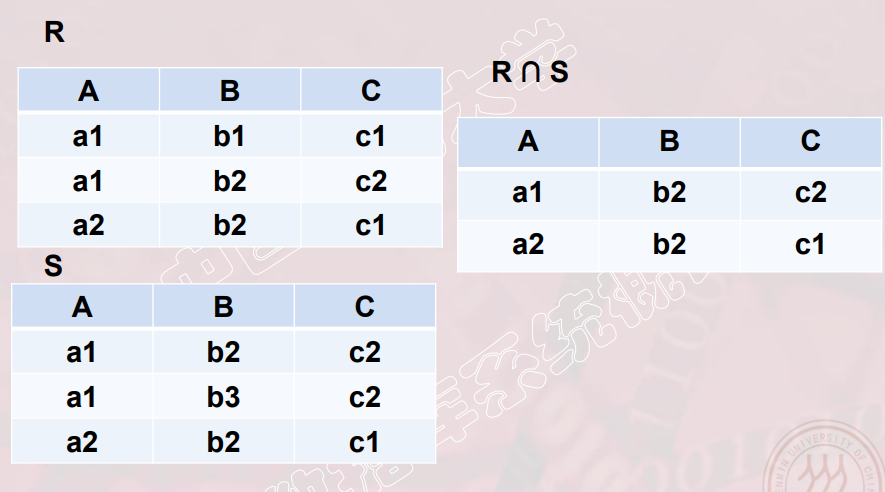 R
A B C
a1 b1 c1
a1 b2 c2
a2 b2 c1
S
A B C
a1 b2 c2
a1 b3 c2
a2 b2 c1
R ∩ S
A B C
a1 b2 c2
a2 b2 c1